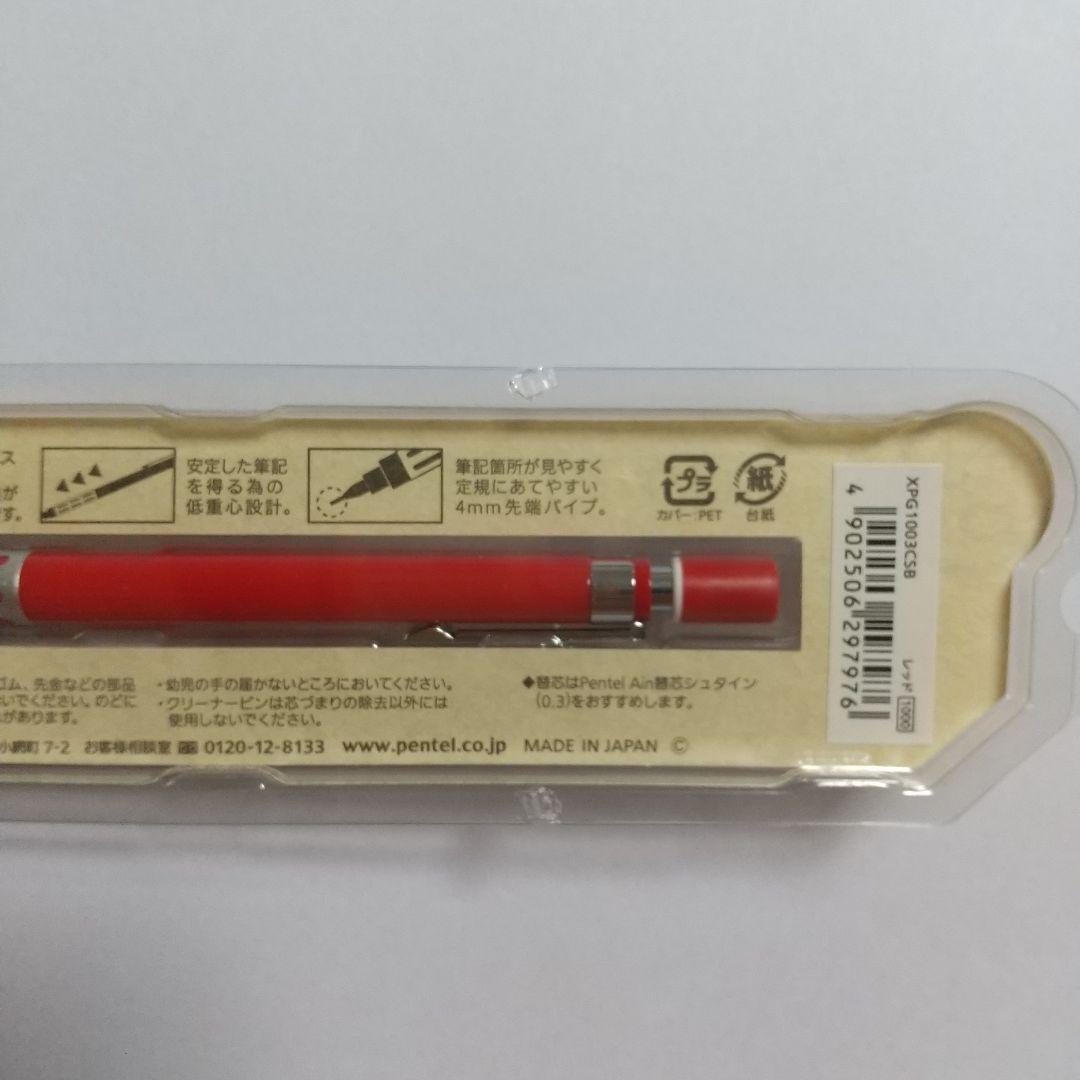 ス
が
す。
安定した筆記
を得る為の
低重心設計。
筆記箇所が見やすく
定規にあてやすい
4mm先端パイプ。
プラ
カバー:PET
紙
台紙
XPG1003CSB
4 902506 297976
レッド 1000
ゴム、先金などの部品
いでください。のどに
があります。
・幼児の手の届かないところにおいてください。
・クリーナーピンは芯づまりの除去以外には
使用しないでください。
◆替芯はPentel Ain替芯シュタイン
(0.3)をおすすめします。
小網町 7-2 お客様相談室 0120-12-8133 www.pentel.co.jp MADE IN JAPAN ©